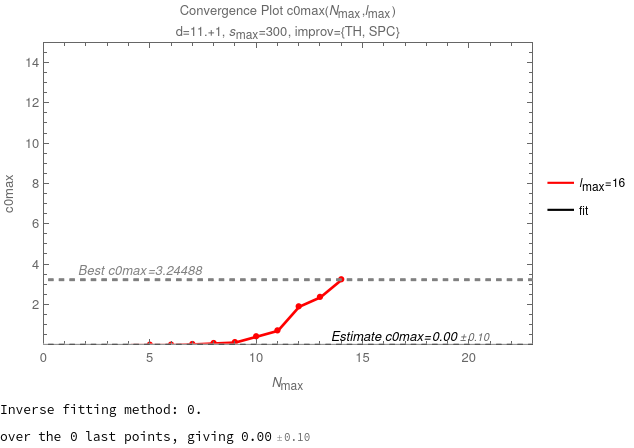 Convergence Plot c0max(Nmax,lmax)
d=11.+1, smax=300, improv={TH, SPC}
14
12
10
8
6
4
2
c0max
Best c0max=3.24488
Estimate c0max=0.00 ±0.10
0
5
10
15
20
Nmax
lmax=16
fit
Inverse fitting method: 0.
over the 0 last points, giving 0.00 ±0.10